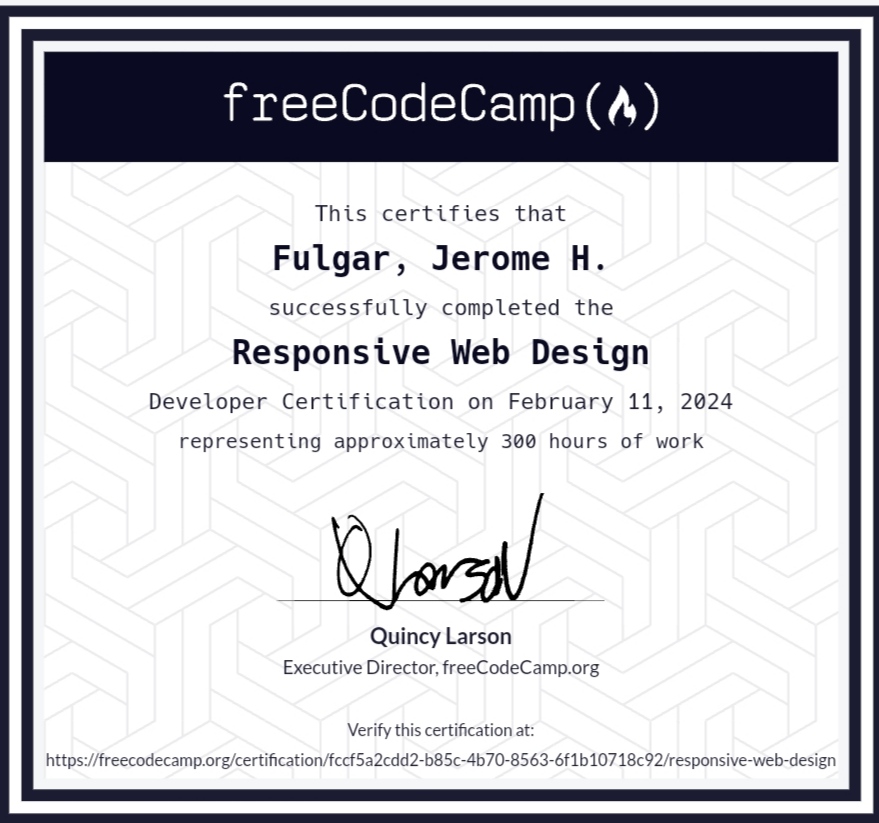 freeCodeCamp
This certifies that
Fulgar, Jerome H.
successfully completed the
Responsive Web Design
Developer Certification on February 11, 2024
representing approximately 300 hours of work
Q Larson
Quincy Larson
Executive Director, freeCodeCamp.org
Verify this certification at:
https://freecodecamp.org/certification/fccf5a2cdd2-b85c-4b70-8563-6f1b10718c92/responsive-web-design